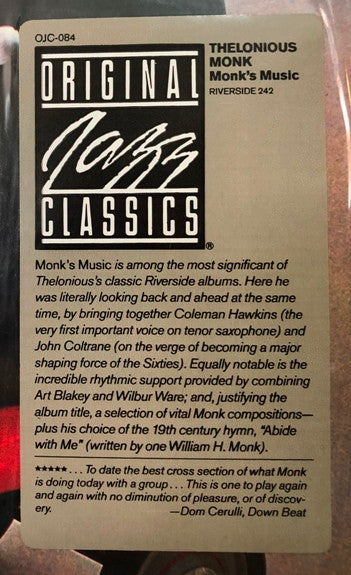 OJC-084
THELONIOUS
MONK
Monk's Music
RIVERSIDE 242
ORIGINAL
Jazz
CLASSICS®
Monk's Music is among the most significant of
Thelonious's classic Riverside albums. Here he
was literally looking back and ahead at the same
time, by bringing together Coleman Hawkins (the
very first important voice on tenor saxophone) and
John Coltrane (on the verge of becoming a major
shaping force of the Sixties). Equally notable is the
incredible rhythmic support provided by combining
Art Blakey and Wilbur Ware; and, justifying the
album title, a selection of vital Monk compositions—
plus his choice of the 19th century hymn, "Abide
with Me" (written by one William H. Monk).
★★★★★ . . . To date the best cross section of what Monk
is doing today with a group . . . This is one to play again
and again with no diminution of pleasure, or of discov-
ery. —Dom Cerulli, Down Beat